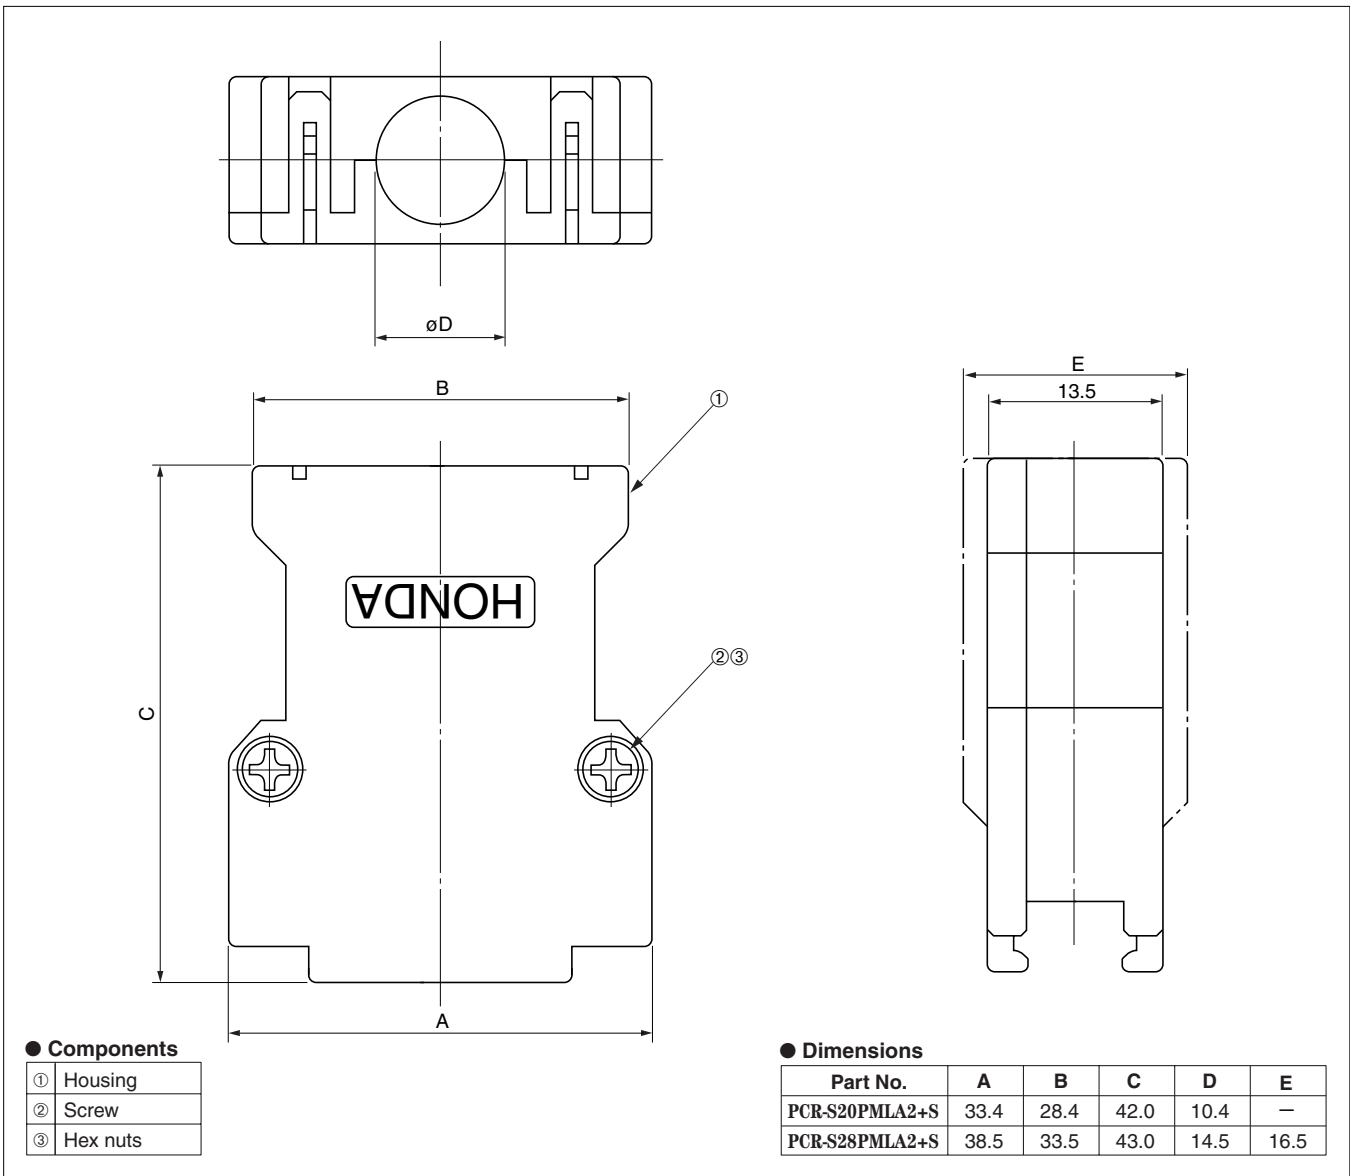 øD
B
①
E
13.5
HONDA
②③
C
A
● Components
① Housing
② Screw
③ Hex nuts
● Dimensions
Part No. A B C D E
PCR-S20PMLA2+S 33.4 28.4 42.0 10.4 –
PCR-S28PMLA2+S 38.5 33.5 43.0 14.5 16.5